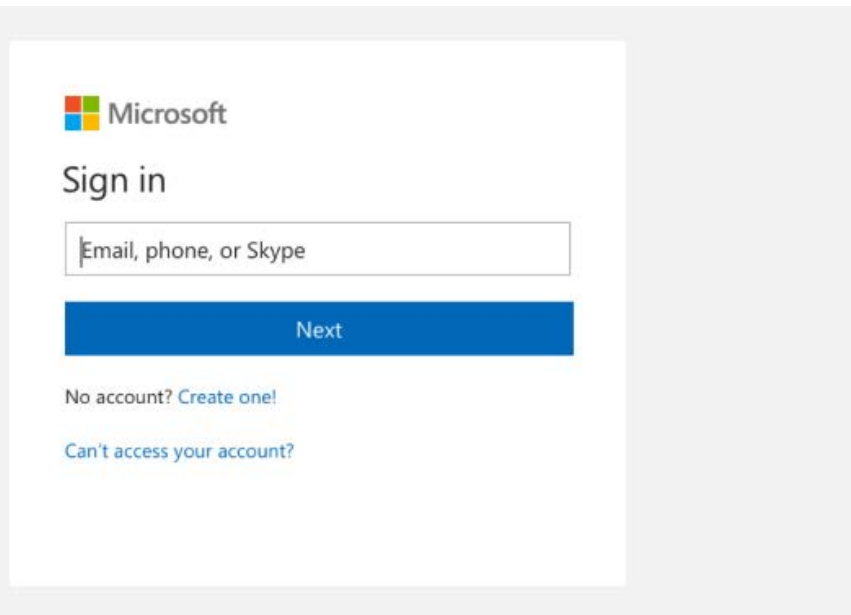 Microsoft
Sign in
Email, phone, or Skype
Next
No account? Create one!
Can't access your account?